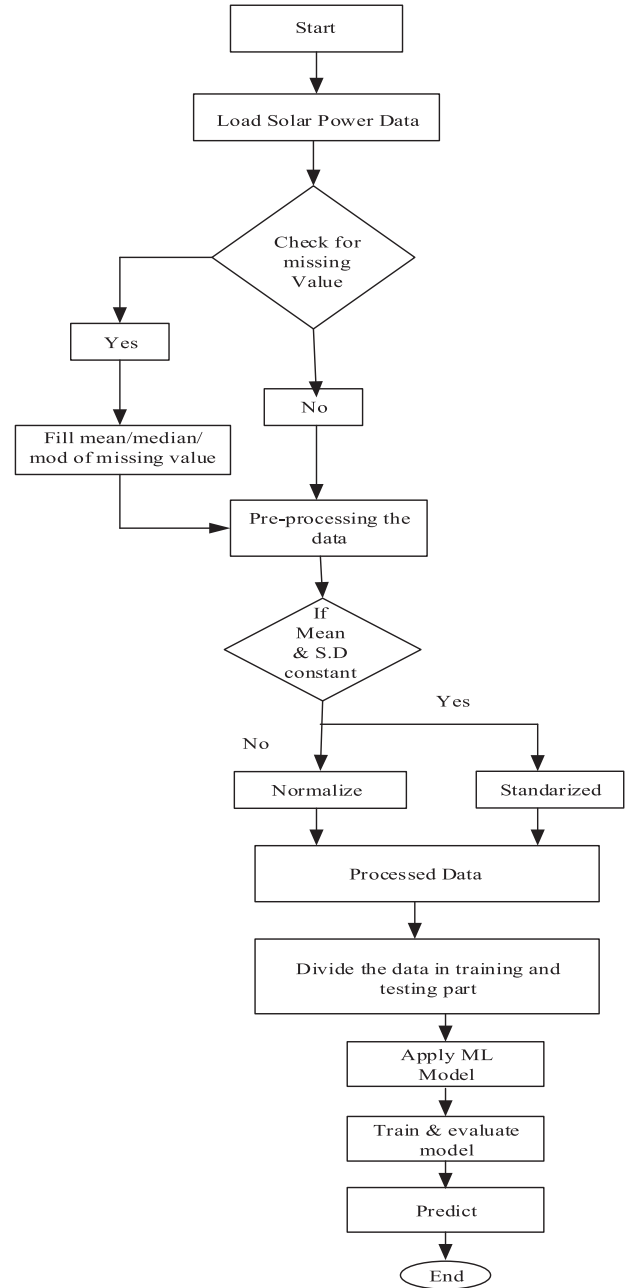 Start
Load Solar Power Data
Check for
missing
Value
Yes
No
Fill mean/median/
mod of missing value
Pre-processing the
data
If
Mean
& S.D
constant
Yes
No
Normalize
Standarized
Processed Data
Divide the data in training and
testing part
Apply ML
Model
Train & evaluate
model
Predict
End